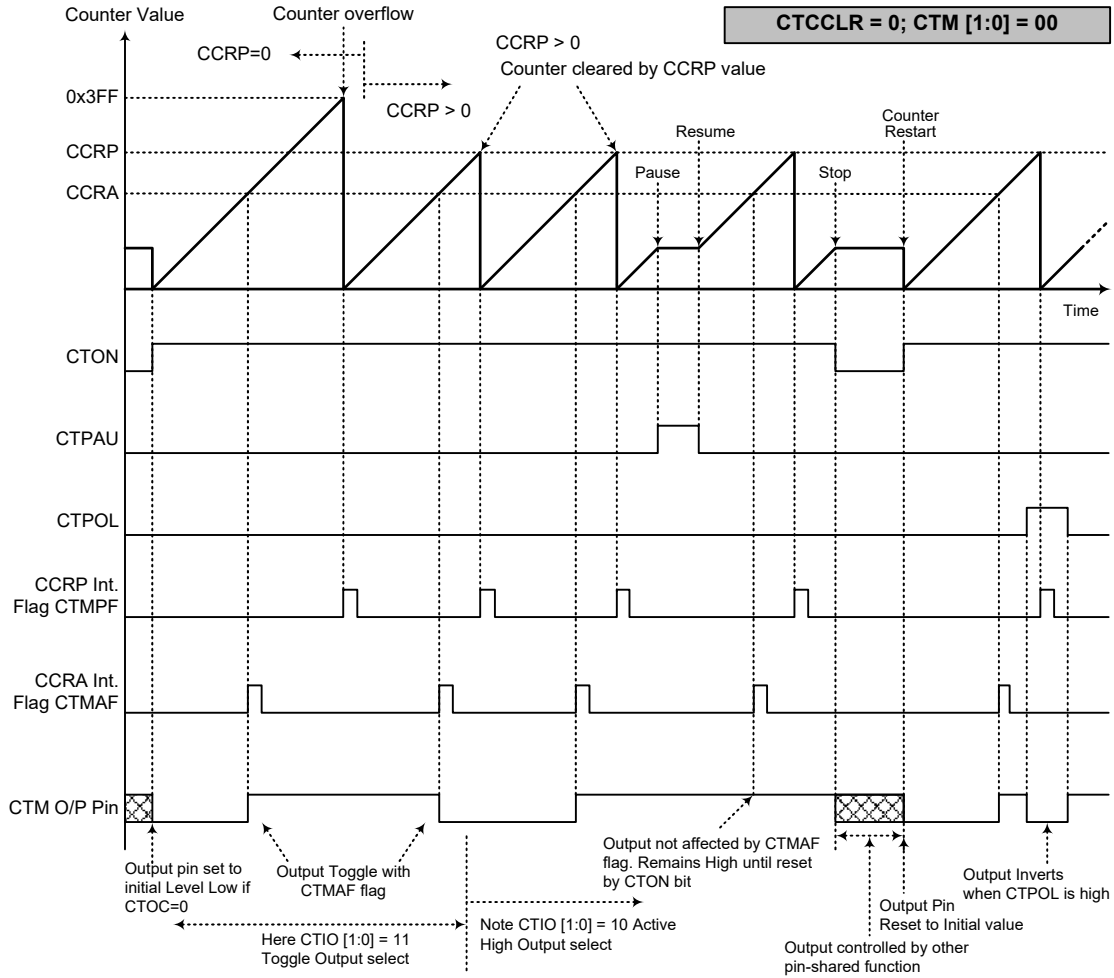 Counter Value
Counter overflow
CTCCLR = 0; CTM [1:0] = 00
CCRP=0
CCRP > 0
CCRP > 0
Counter cleared by CCRP value
0x3FF
CCRP
CCRA
Pause
Resume
Stop
Counter
Restart
Time
CTON
CTPAU
CTPOL
CCRP Int.
Flag CTMPF
CCRA Int.
Flag CTMAF
CTM O/P Pin
Output pin set to
initial Level Low if
CTOC=0
Output Toggle with
CTMAF flag
Output not affected by CTMAF
flag. Remains High until reset
by CTON bit
Output Inverts
when CTPOL is high
Output Pin
Reset to Initial value
Here CTIO [1:0] = 11
Toggle Output select
Note CTIO [1:0] = 10 Active
High Output select
Output controlled by other
pin-shared function